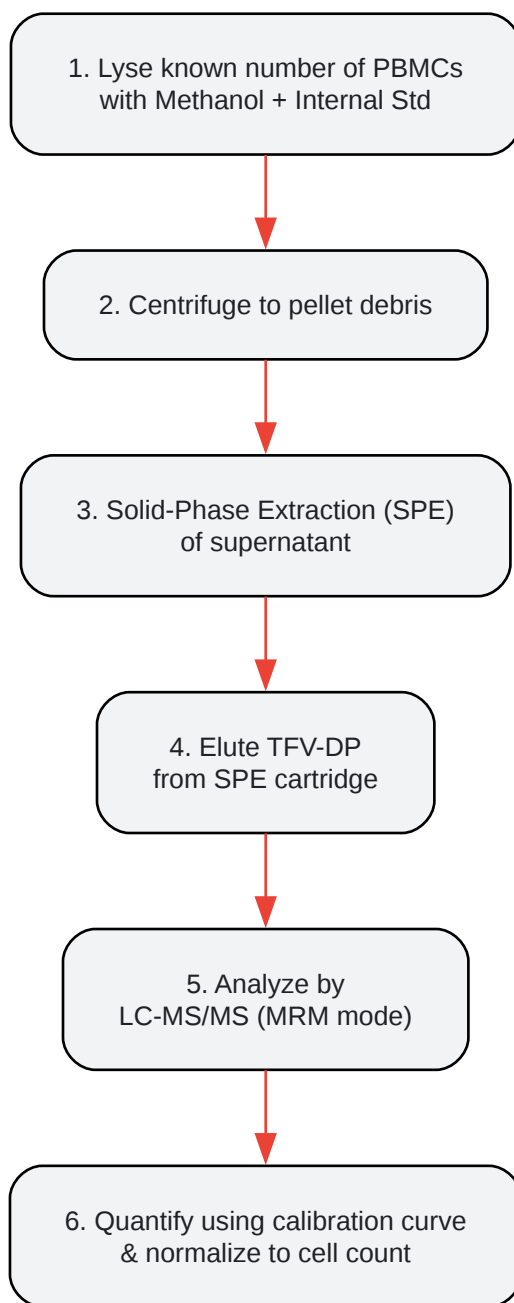 1. Lyse known number of PBMCs
with Methanol + Internal Std
2. Centrifuge to pellet debris
3. Solid-Phase Extraction (SPE)
of supernatant
4. Elute TFV-DP
from SPE cartridge
5. Analyze by
LC-MS/MS (MRM mode)
6. Quantify using calibration curve
& normalize to cell count